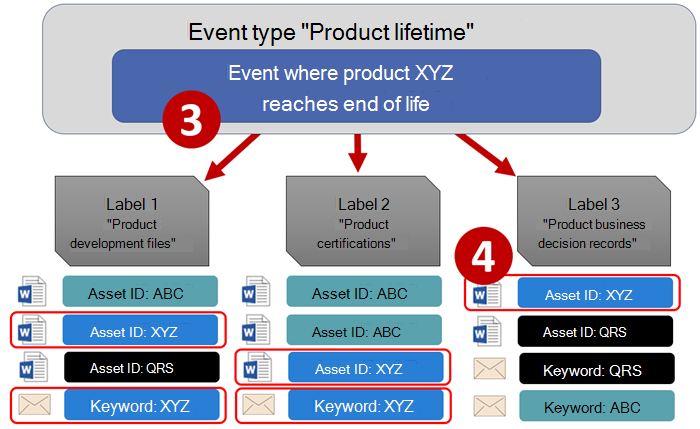 Event type "Product lifetime"
Event where product XYZ
reaches end of life
3
Label 1
"Product
development files"
Label 2
"Product
certifications"
Label 3
"Product business
decision records"
4
W Asset ID: ABC
W Asset ID: XYZ
W Asset ID: QRS
Keyword: XYZ
W Asset ID: ABC
W Asset ID: ABC
W Asset ID: XYZ
Keyword: XYZ
W Asset ID: XYZ
W Asset ID: QRS
Keyword: QRS
Keyword: ABC